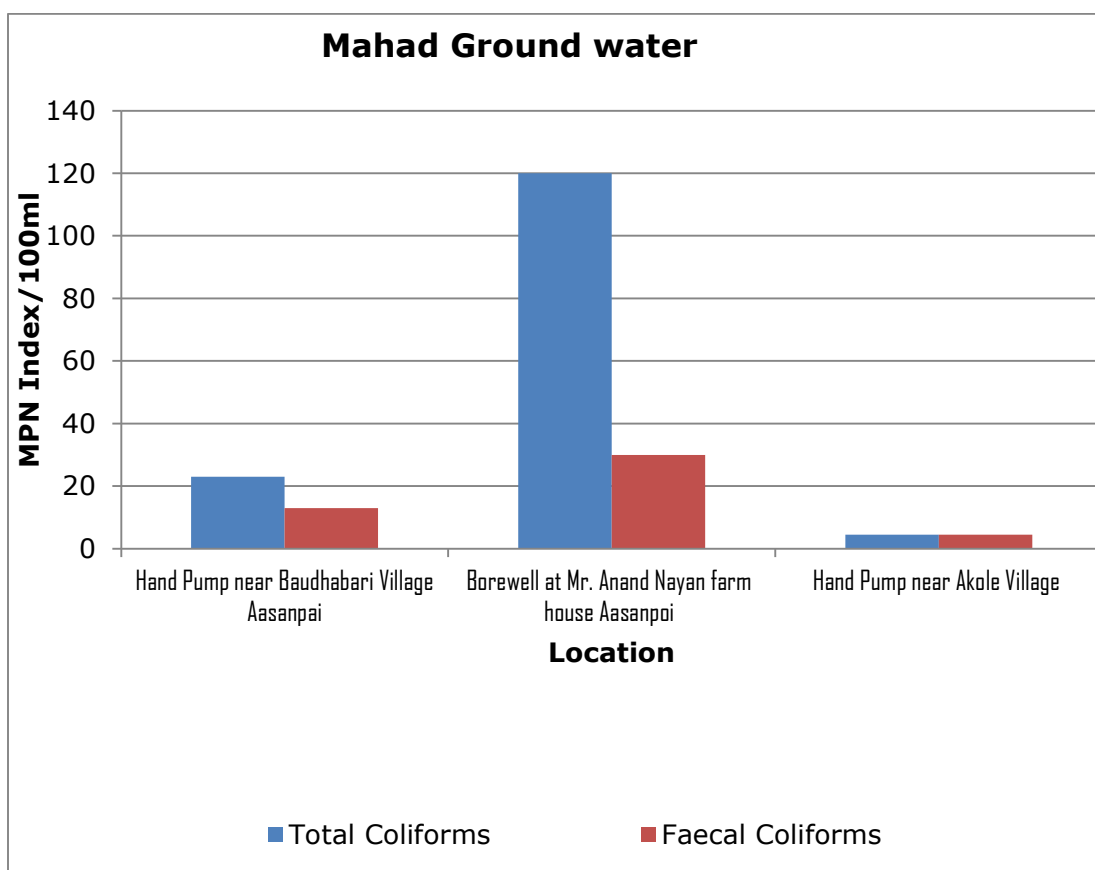 Mahad Ground water
MPN Index/100ml
140
120
100
80
60
40
20
0
Hand Pump near Baudhabari Village
Aasanpai
Borewell at Mr. Anand Nayan farm
house Aasanpoi
Hand Pump near Akole Village
Location
Total Coliforms
Faecal Coliforms